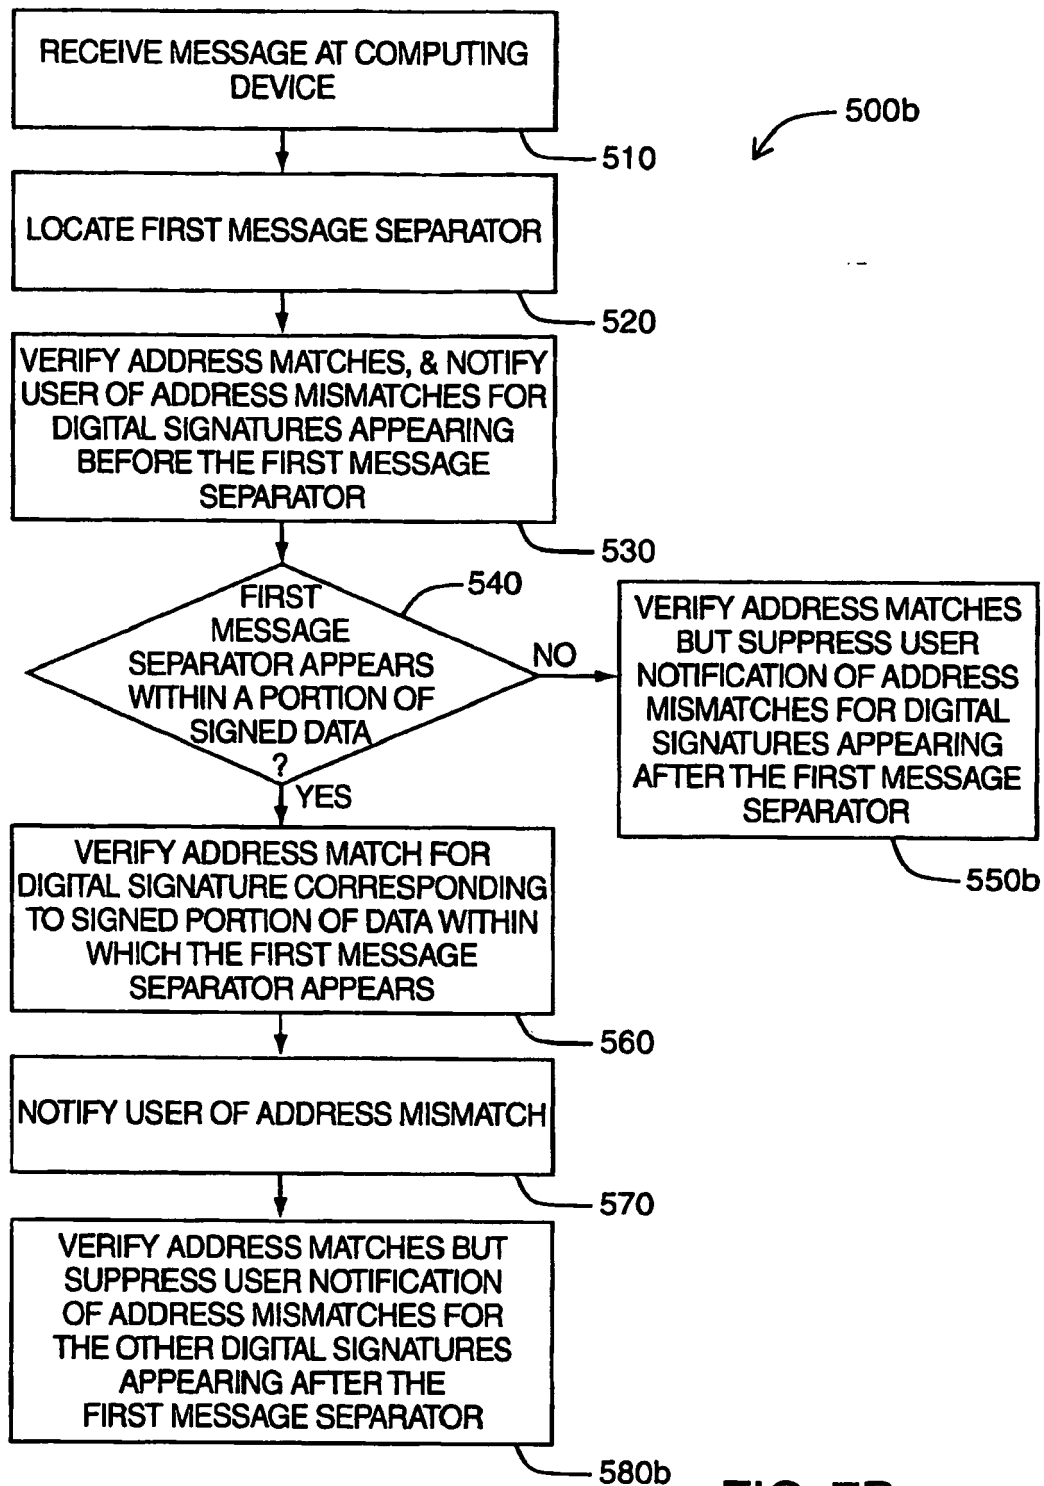 RECEIVE MESSAGE AT COMPUTING
DEVICE
500b
510
LOCATE FIRST MESSAGE SEPARATOR
520
VERIFY ADDRESS MATCHES, & NOTIFY
USER OF ADDRESS MISMATCHES FOR
DIGITAL SIGNATURES APPEARING
BEFORE THE FIRST MESSAGE
SEPARATOR
530
540
FIRST
MESSAGE
SEPARATOR APPEARS
WITHIN A PORTION OF
SIGNED DATA
?
NO
YES
VERIFY ADDRESS MATCHES
BUT SUPPRESS USER
NOTIFICATION OF ADDRESS
MISMATCHES FOR DIGITAL
SIGNATURES APPEARING
AFTER THE FIRST MESSAGE
SEPARATOR
550b
VERIFY ADDRESS MATCH FOR
DIGITAL SIGNATURE CORRESPONDING
TO SIGNED PORTION OF DATA WITHIN
WHICH THE FIRST MESSAGE
SEPARATOR APPEARS
560
NOTIFY USER OF ADDRESS MISMATCH
570
VERIFY ADDRESS MATCHES BUT
SUPPRESS USER NOTIFICATION
OF ADDRESS MISMATCHES FOR
THE OTHER DIGITAL SIGNATURES
APPEARING AFTER THE
FIRST MESSAGE SEPARATOR
580b